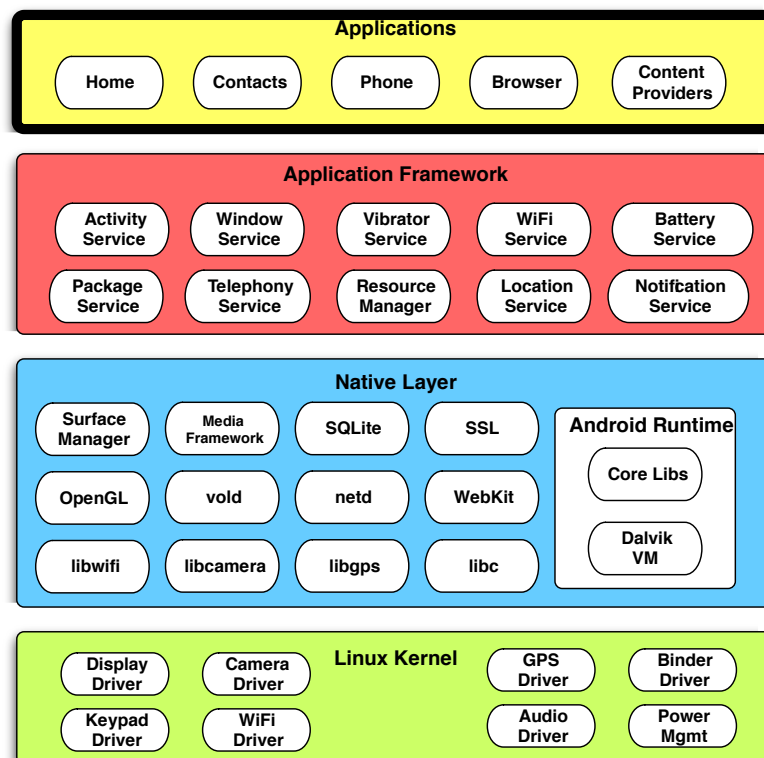 Applications
Home
Contacts
Phone
Browser
Content
Providers
Application Framework
Activity
Service
Window
Service
Vibrator
Service
WiFi
Service
Battery
Service
Package
Service
Telephony
Service
Resource
Manager
Location
Service
Notification
Service
Native Layer
Surface
Manager
Media
Framework
SQLite
SSL
Android Runtime
Core Libs
OpenGL
vold
netd
WebKit
Dalvik
VM
libwifi
libcamera
libgps
libc
Linux Kernel
Display
Driver
Camera
Driver
GPS
Driver
Binder
Driver
Keypad
Driver
WiFi
Driver
Audio
Driver
Power
Mgmt